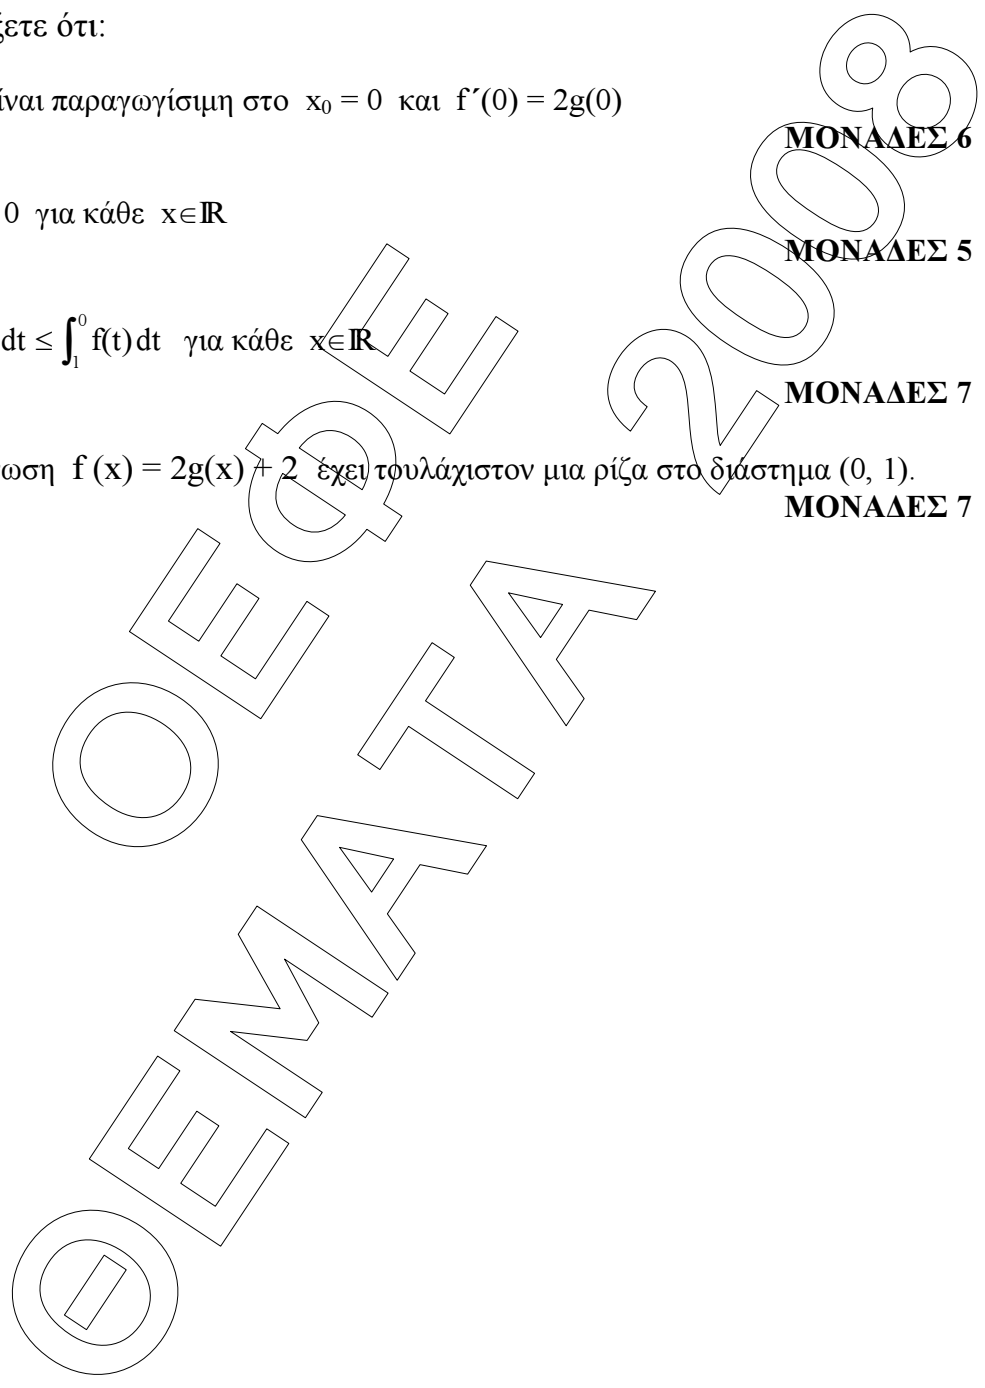 ξετε ότι:
ίναι παραγωγίσιμη στο x₀ = 0 και f΄(0) = 2g(0)
ΜΟΝΑΔΕΣ 6
0 για κάθε x∈ℝ
ΜΟΝΑΔΕΣ 5
dt ≤ ∫₁⁰ f(t)dt για κάθε x∈ℝ
ΜΟΝΑΔΕΣ 7
ωση f (x) = 2g(x) + 2 έχει τουλάχιστον μια ρίζα στο διάστημα (0, 1).
ΜΟΝΑΔΕΣ 7
ΟΕΦΕ
ΘΕΜΑΤΑ 2008